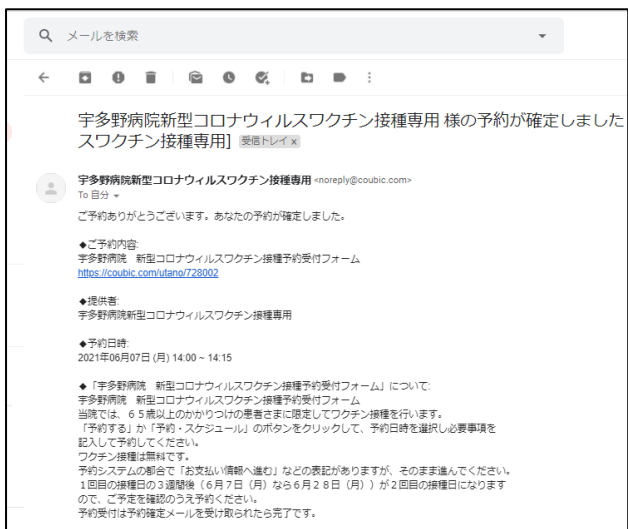 メールを検索
宇多野病院新型コロナウィルスワクチン接種専用 様の予約が確定しました
スワクチン接種専用] 受信トレイ x
宇多野病院新型コロナウィルスワクチン接種専用 <noreply@coubic.com>
To 自分
ご予約ありがとうございます。あなたの予約が確定しました。
◆ご予約内容:
宇多野病院 新型コロナウィルスワクチン接種予約受付フォーム
https://coubic.com/utano/728002
◆提供者:
宇多野病院新型コロナウィルスワクチン接種専用
◆予約日時:
2021年06月07日 (月) 14:00 ~ 14:15
◆「宇多野病院 新型コロナウィルスワクチン接種予約受付フォーム」について:
宇多野病院 新型コロナウィルスワクチン接種予約受付フォーム
当院では、６５歳以上のかかりつけの患者さまに限定してワクチン接種を行います。
「予約する」か「予約・スケジュール」のボタンをクリックして、予約日時を選択し必要事項を
記入して予約してください。
ワクチン接種は無料です。
予約システムの都合で「お支払い情報へ進む」などの表記がありますが、そのまま進んでください。
１回目の接種日の３週間後（６月７日（月）なら６月２８日（月））が２回目の接種日になります
ので、ご予定を確認のうえ予約ください。
予約受付は予約確定メールを受け取られたら完了です。